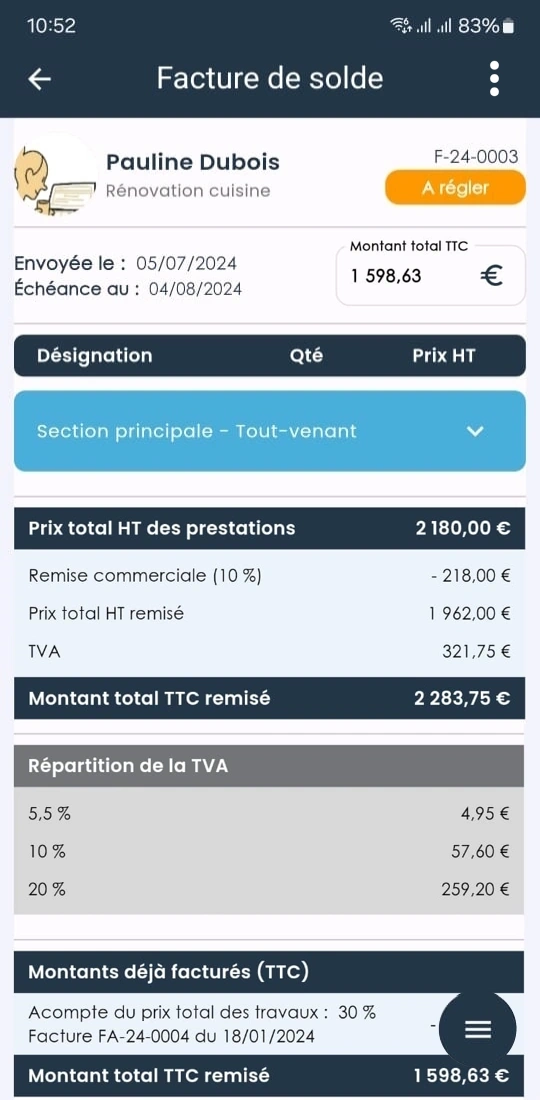 10:52 83%
Facture de solde
Pauline Dubois
F-24-0003
Rénovation cuisine
A régler
Montant total TTC
Envoyée le : 05/07/2024
1 598,63 €
Échéance au : 04/08/2024
Désignation Qté Prix HT
Section principale - Tout-venant
Prix total HT des prestations 2 180,00 €
Remise commerciale (10 %) - 218,00 €
Prix total HT remisé 1 962,00 €
TVA 321,75 €
Montant total TTC remisé 2 283,75 €
Répartition de la TVA
5,5 % 4,95 €
10 % 57,60 €
20 % 259,20 €
Montants déjà facturés (TTC)
Acompte du prix total des travaux : 30 %
Facture FA-24-0004 du 18/01/2024 -
Montant total TTC remisé 1 598,63 €